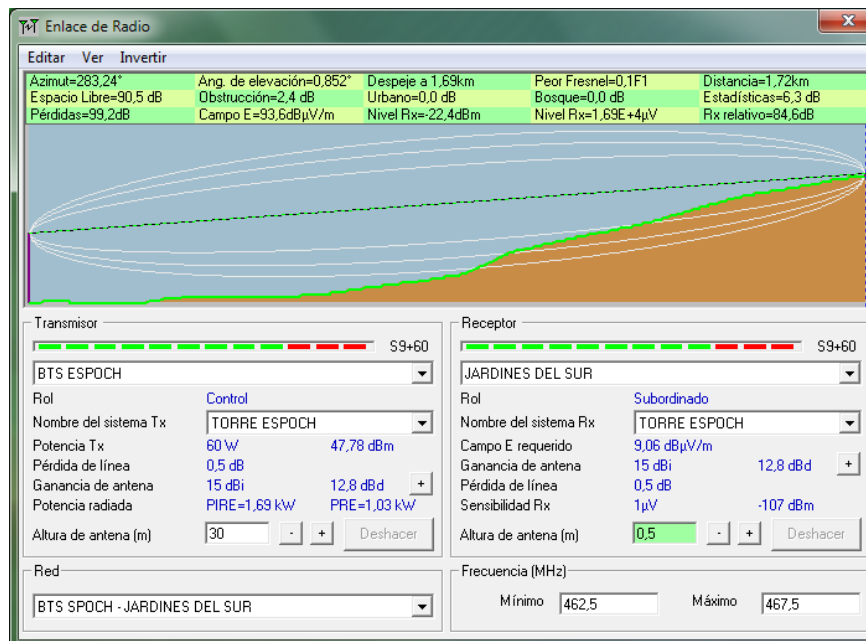 Enlace de Radio
Editar Ver Invertir
Azimut=283,24° Ang. de elevación=0,852° Despeje a 1,69km Peor Fresnel=0,1F1 Distancia=1,72km
Espacio Libre=90,5 dB Obstrucción=2,4 dB Urbano=0,0 dB Bosque=0,0 dB Estadísticas=6,3 dB
Pérdidas=99,2dB Campo E=93,6dBµV/m Nivel Rx=-22,4dBm Nivel Rx=1,69E+4µV Rx relativo=84,6dB
Transmisor
S9+60
BTS ESPOCH
Rol Control
Nombre del sistema Tx TORRE ESPOCH
Potencia Tx 60 W 47,78 dBm
Pérdida de línea 0,5 dB
Ganancia de antena 15 dBi 12,8 dBd +
Potencia radiada PIRE=1,69 kW PRE=1,03 kW
Altura de antena (m) 30 - + Deshacer
Receptor
S9+60
JARDINES DEL SUR
Rol Subordinado
Nombre del sistema Rx TORRE ESPOCH
Campo E requerido 9,06 dBµV/m
Ganancia de antena 15 dBi 12,8 dBd +
Pérdida de línea 0,5 dB
Sensibilidad Rx 1µV -107 dBm
Altura de antena (m) 0,5 - + Deshacer
Red
BTS SPOCH - JARDINES DEL SUR
Frecuencia (MHz)
Mínimo 462,5 Máximo 467,5